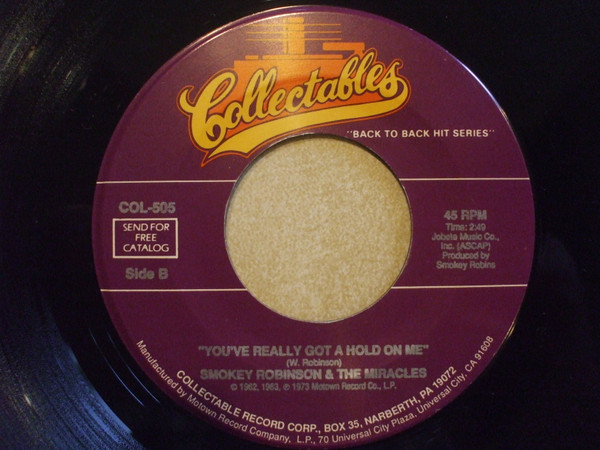 Collectables
"BACK TO BACK HIT SERIES"
COL-505
SEND FOR
FREE
CATALOG
Side B
45 RPM
Time: 2:49
Jobete Music Co.,
Inc. (ASCAP)
Produced by
Smokey Robins
"YOU'VE REALLY GOT A HOLD ON ME"
(W. Robinson)
SMOKEY ROBINSON & THE MIRACLES
© 1962, 1963, ℗ 1973 Motown Record Co., L.P.
COLLECTABLE RECORD CORP., BOX 35, NARBERTH, PA 19072
Manufactured by Motown Record Company, L.P., 70 Universal City Plaza, Universal City, CA 91608